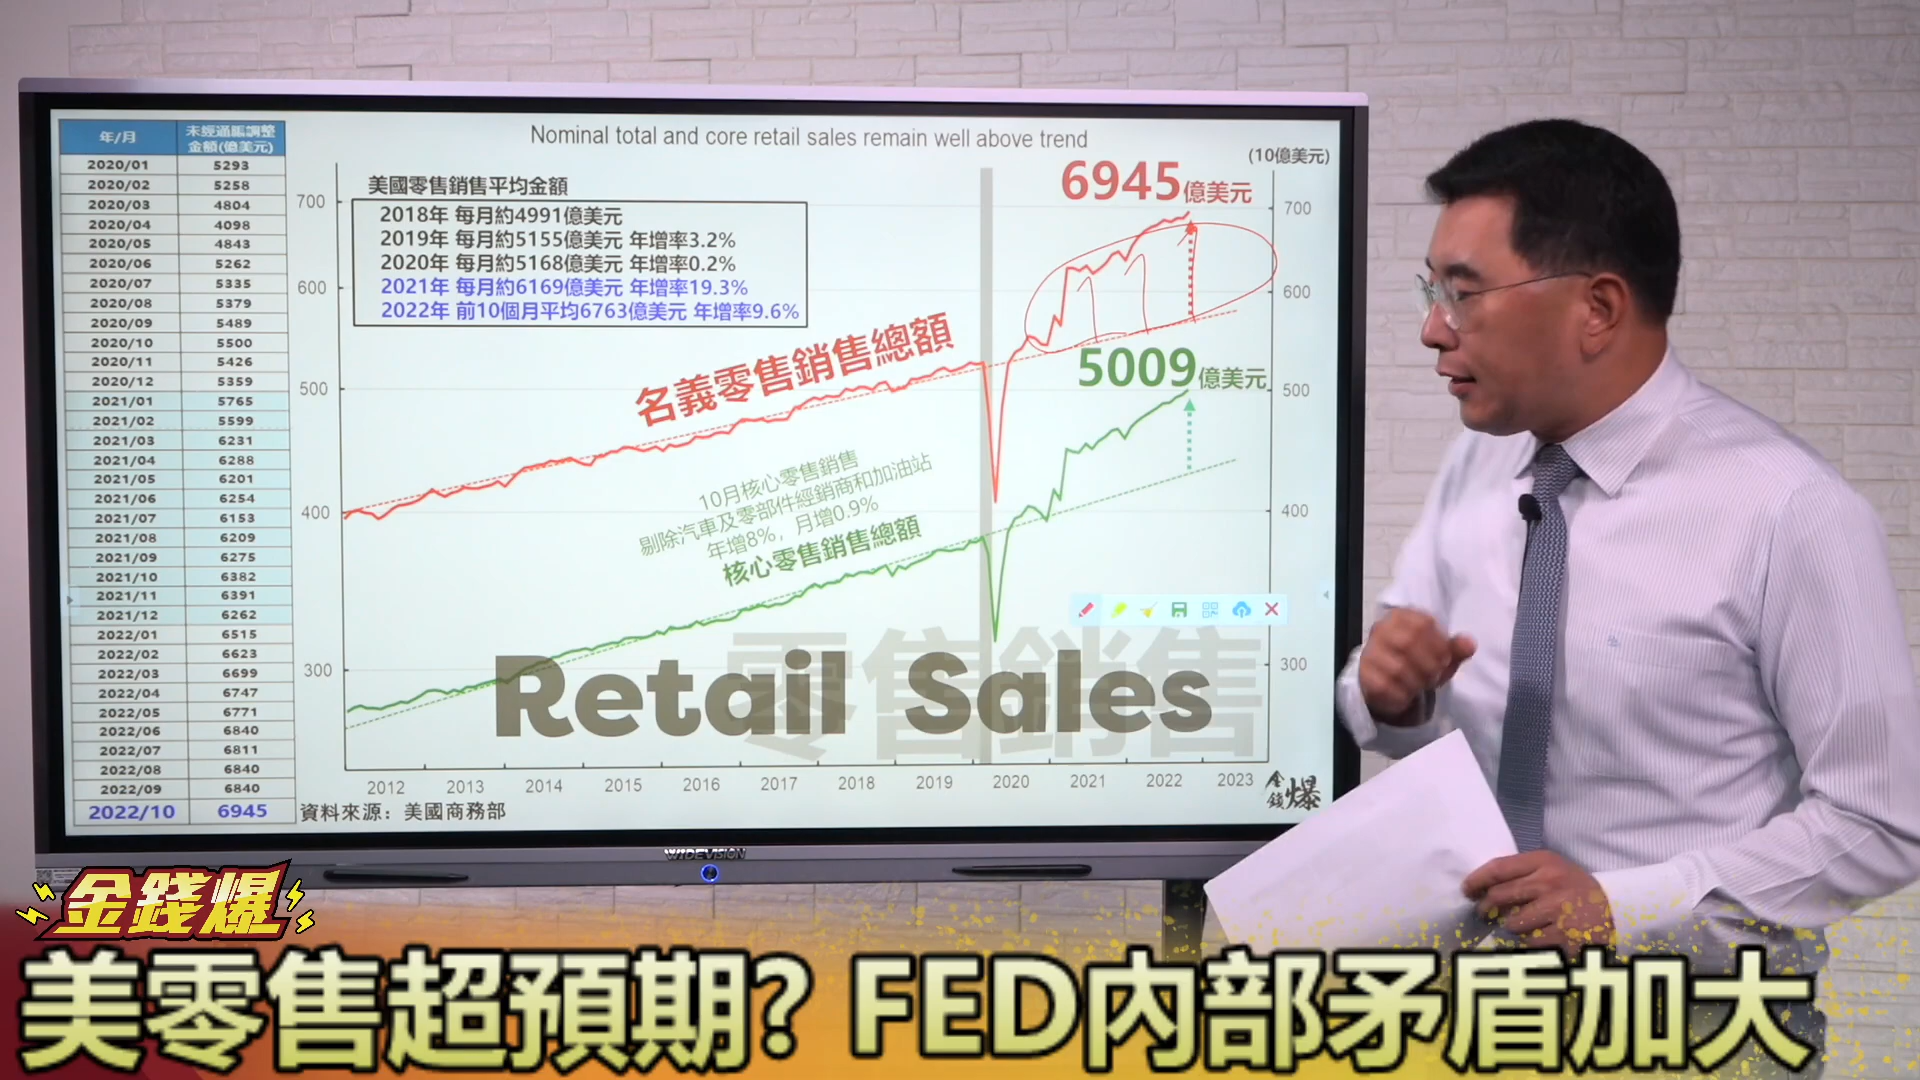 年/月 未經通膨調整金額(億美元)
2020/01 5293
2020/02 5258
2020/03 4804
2020/04 4098
2020/05 4843
2020/06 5262
2020/07 5335
2020/08 5379
2020/09 5489
2020/10 5500
2020/11 5426
2020/12 5359
2021/01 5765
2021/02 5599
2021/03 6231
2021/04 6288
2021/05 6201
2021/06 6254
2021/07 6153
2021/08 6209
2021/09 6275
2021/10 6382
2021/11 6391
2021/12 6262
2022/01 6515
2022/02 6623
2022/03 6699
2022/04 6747
2022/05 6771
2022/06 6840
2022/07 6811
2022/08 6840
2022/09 6840
2022/10 6945
Nominal total and core retail sales remain well above trend
(10億美元)
美國零售銷售平均金額
2018年 每月約4991億美元
2019年 每月約5155億美元 年增率3.2%
2020年 每月約5168億美元 年增率0.2%
2021年 每月約6169億美元 年增率19.3%
2022年 前10個月平均6763億美元 年增率9.6%
6945億美元
名義零售銷售總額
5009億美元
10月核心零售銷售
剔除汽車及零部件經銷商和加油站
年增8%，月增0.9%
核心零售銷售總額
零售銷售
Retail Sales
700
600
500
400
300
700
600
500
400
300
2012 2013 2014 2015 2016 2017 2018 2019 2020 2021 2022 2023
金錢爆
資料來源：美國商務部
WIDEVISION
金錢爆
美零售超預期? FED內部矛盾加大